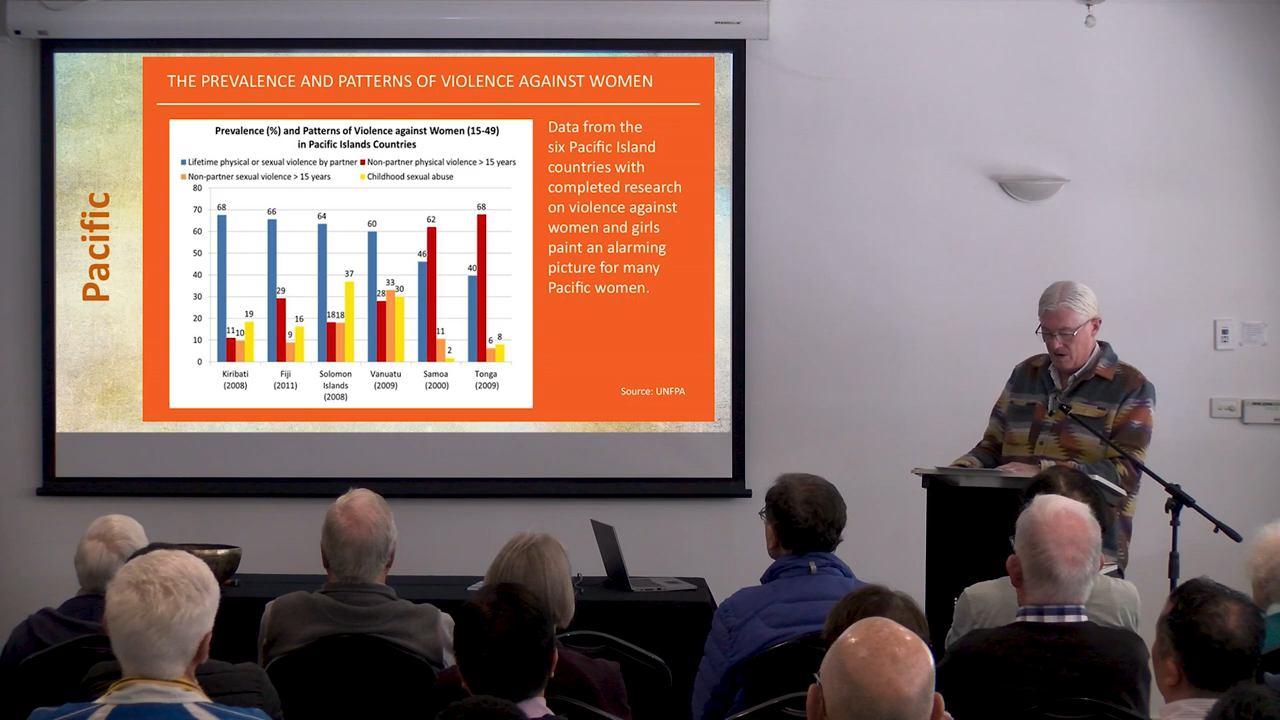 THE PREVALENCE AND PATTERNS OF VIOLENCE AGAINST WOMEN
Pacific
Prevalence (%) and Patterns of Violence against Women (15-49)
in Pacific Islands Countries
Lifetime physical or sexual violence by partner Non-partner physical violence > 15 years
Non-partner sexual violence > 15 years Childhood sexual abuse
80
70
60
50
40
30
20
10
0
68 11 10 19
66 29 9 16
64 18 18 37
60 28 33 30
46 62 11 2
40 68 6 8
Kiribati
(2008)
Fiji
(2011)
Solomon
Islands
(2008)
Vanuatu
(2009)
Samoa
(2000)
Tonga
(2009)
Data from the
six Pacific Island
countries with
completed research
on violence against
women and girls
paint an alarming
picture for many
Pacific women.
Source: UNFPA